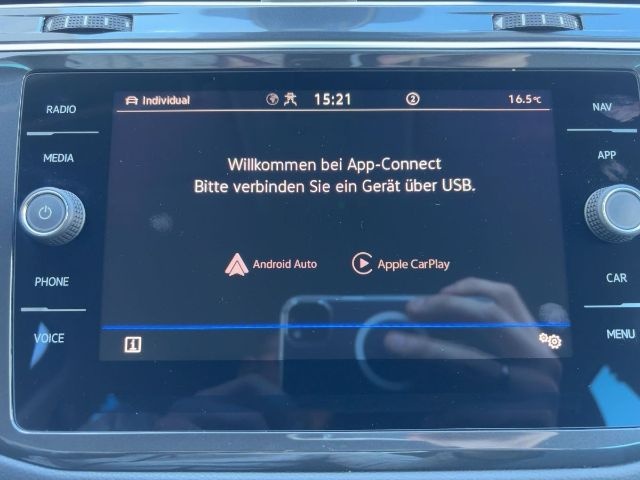 RADIO
MEDIA
PHONE
VOICE
Individual 15:21 2 16.5°C
Willkommen bei App-Connect
Bitte verbinden Sie ein Gerät über USB.
Android Auto Apple CarPlay
i
NAV
APP
CAR
MENU